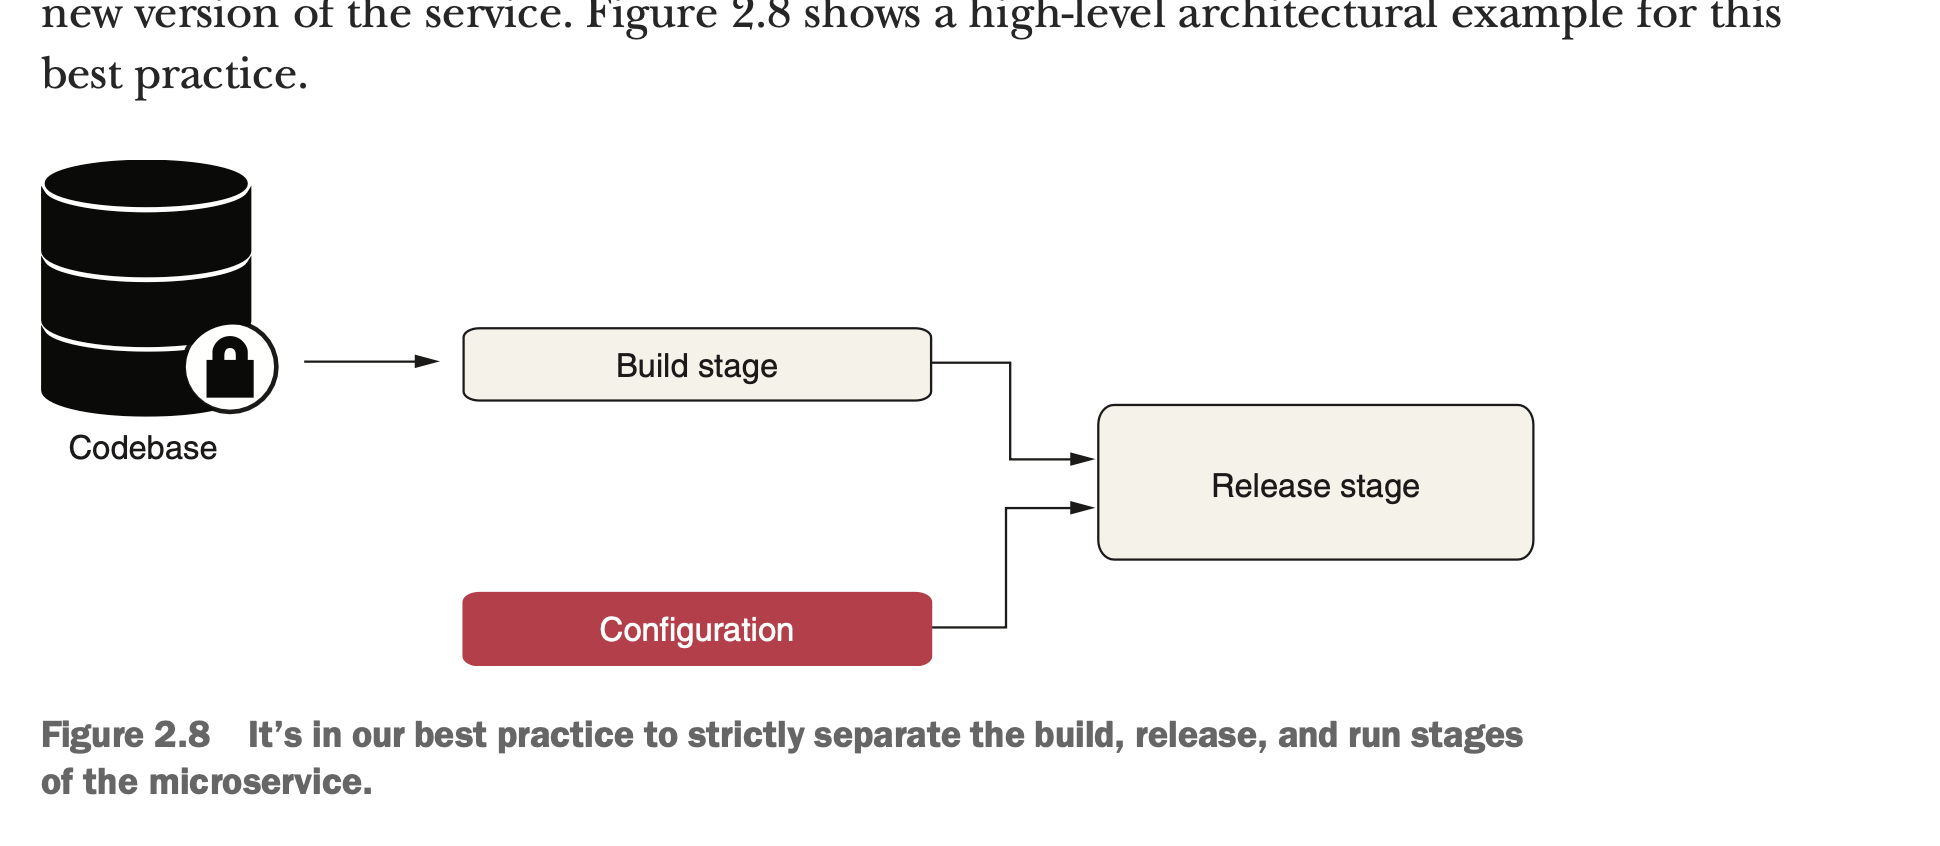 new version of the service. Figure 2.8 shows a high-level architectural example for this
best practice.
Codebase
Build stage
Release stage
Configuration
Figure 2.8 It’s in our best practice to strictly separate the build, release, and run stages
of the microservice.